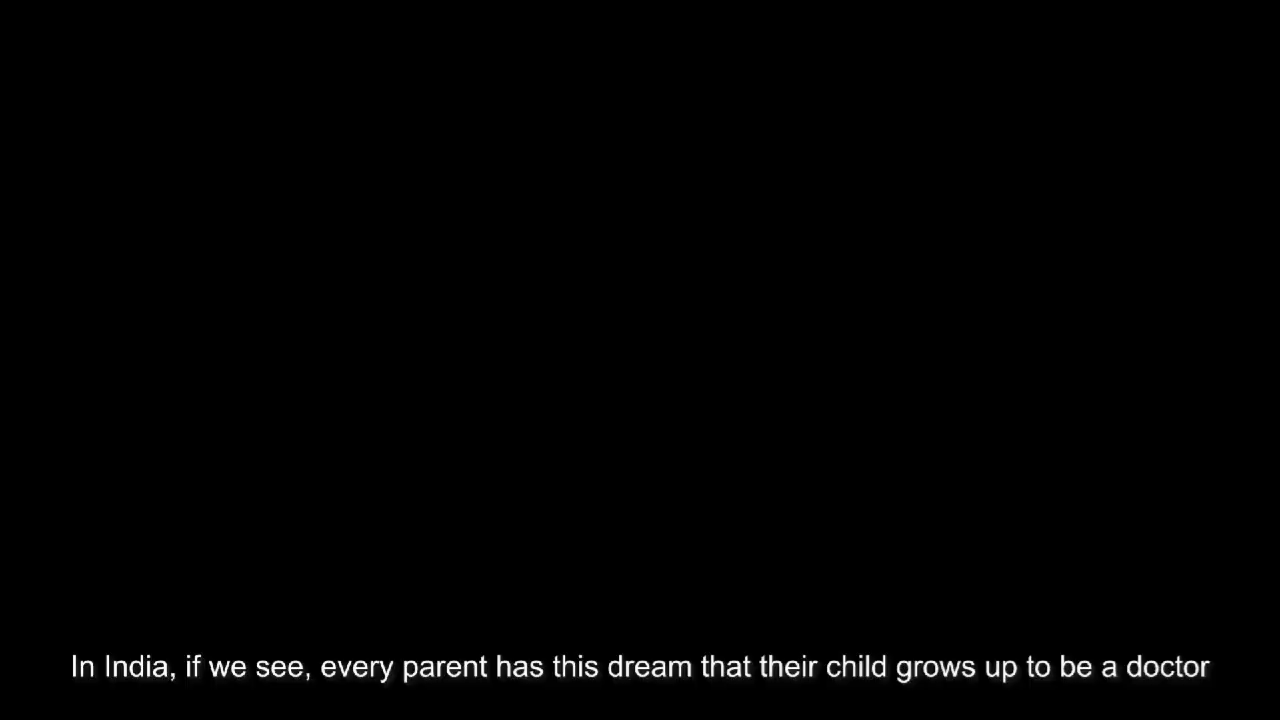 In India, if we see, every parent has this dream that their child grows up to be a doctor